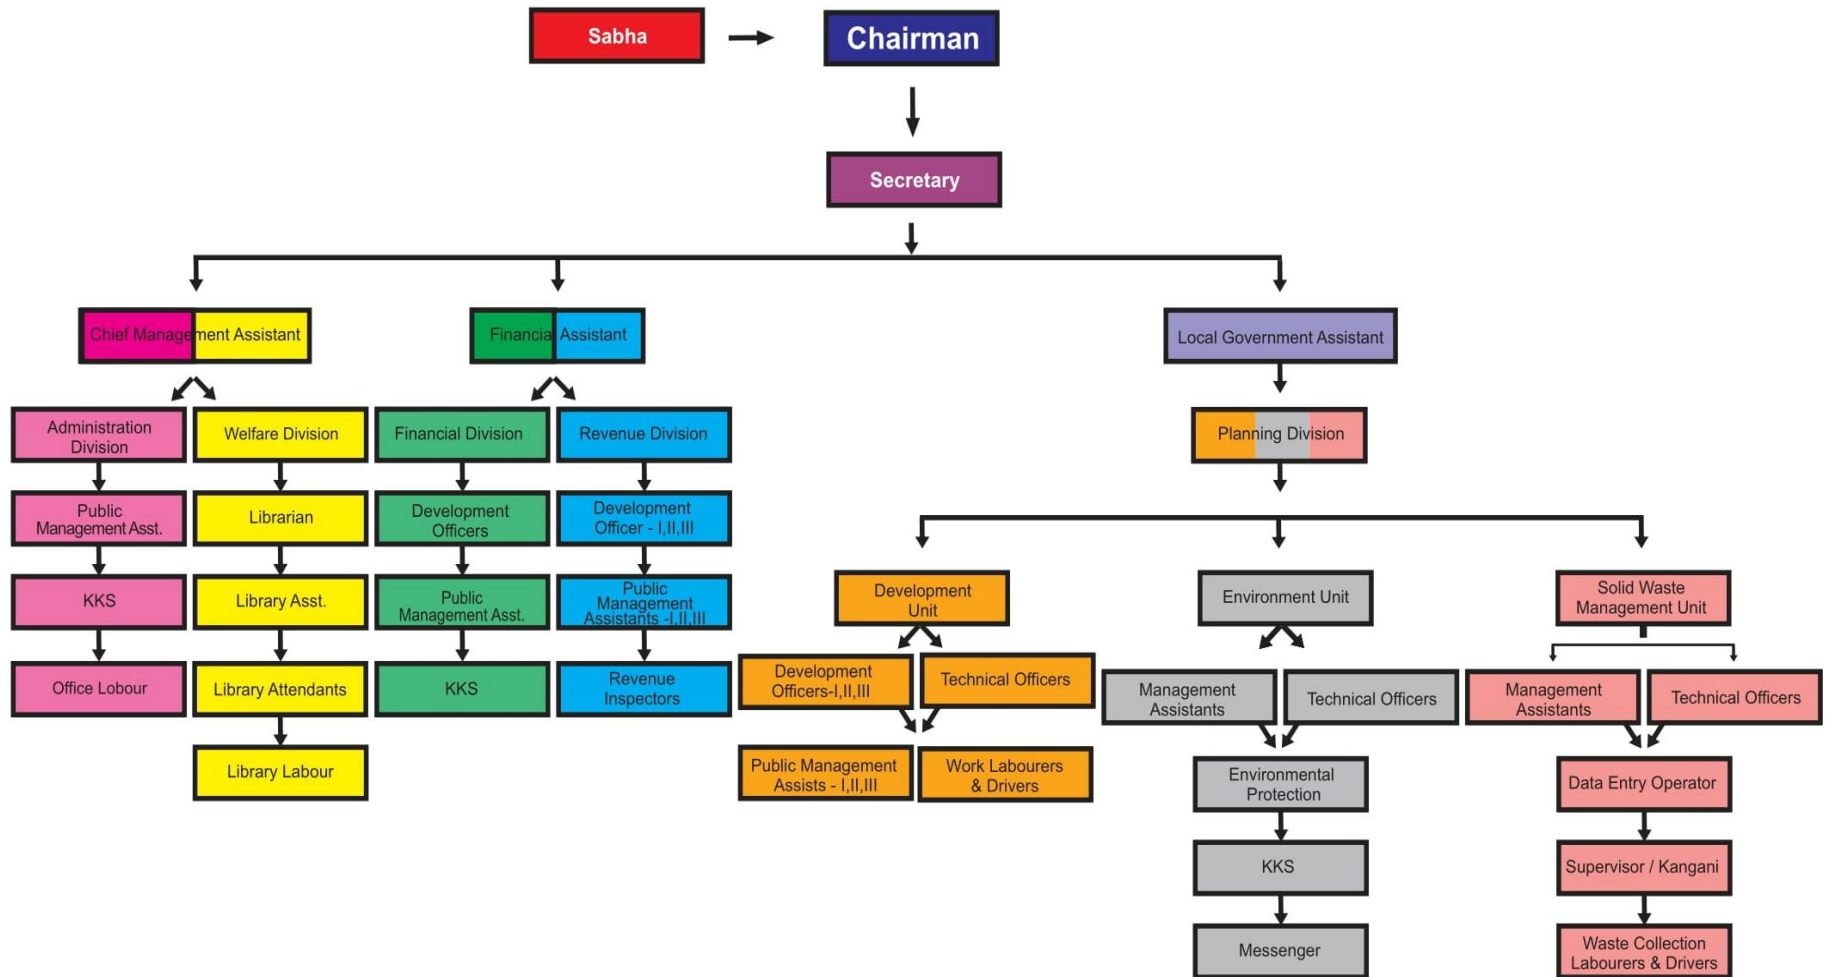 Sabha
Chairman
Secretary
Chief Management Assistant
Financial Assistant
Local Government Assistant
Administration
Division
Welfare Division
Financial Division
Revenue Division
Planning Division
Public
Management Asst.
Librarian
Development
Officers
Development
Officer - I,II,III
KKS
Library Asst.
Public
Management Asst.
Public
Management
Assistants -I,II,III
Development
Unit
Environment Unit
Solid Waste
Management Unit
Office Lobour
Library Attendants
KKS
Revenue
Inspectors
Development
Officers-I,II,III
Technical Officers
Management
Assistants
Technical Officers
Management
Assistants
Technical Officers
Library Labour
Public Management
Assists - I,II,III
Work Labourers
& Drivers
Environmental
Protection
Data Entry Operator
KKS
Supervisor / Kangani
Messenger
Waste Collection
Labourers & Drivers